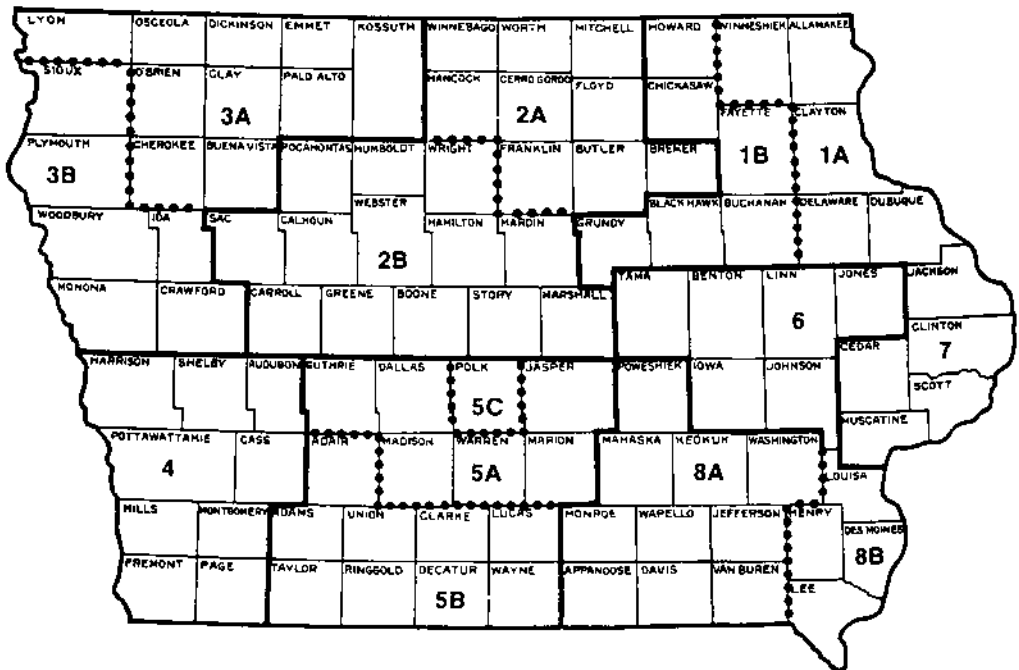 LYON OSCEOLA DICKINSON EMMET KOSSUTH WINNEBAGO WORTH MITCHELL HOWARD WINNESHIEK ALLAMAKEE
SIOUX O'BRIEN CLAY PALO ALTO HANCOCK CERRO GORDO FLOYD CHICKASAW
3A 2A FAYETTE CLAYTON
PLYMOUTH CHEROKEE BUENA VISTA POCAHONTAS HUMBOLDT WRIGHT FRANKLIN BUTLER BREMER 1B 1A
3B
WOODBURY IDA SAC CALHOUN WEBSTER HAMILTON HARDIN GRUNDY BLACK HAWK BUCHANAN DELAWARE DUBUQUE
2B
MONONA CRAWFORD CARROLL GREENE BOONE STORY MARSHALL TAMA BENTON LINN JONES JACKSON
6
CLINTON
HARRISON SHELBY AUDUBON GUTHRIE DALLAS POLK JASPER POWESHIEK IOWA JOHNSON CEDAR 7
SCOTT
5C
MUSCATINE
POTTAWATTAMIE CASS ADAIR MADISON WARREN MARION MAHASKA KEOKUK WASHINGTON
4 5A 8A
LOUISA
MILLS MONTGOMERY ADAMS UNION CLARKE LUCAS MONROE WAPELLO JEFFERSON HENRY DES MOINES
8B
FREMONT PAGE TAYLOR RINGGOLD DECATUR WAYNE APPANOOSE DAVIS VAN BUREN LEE
5B